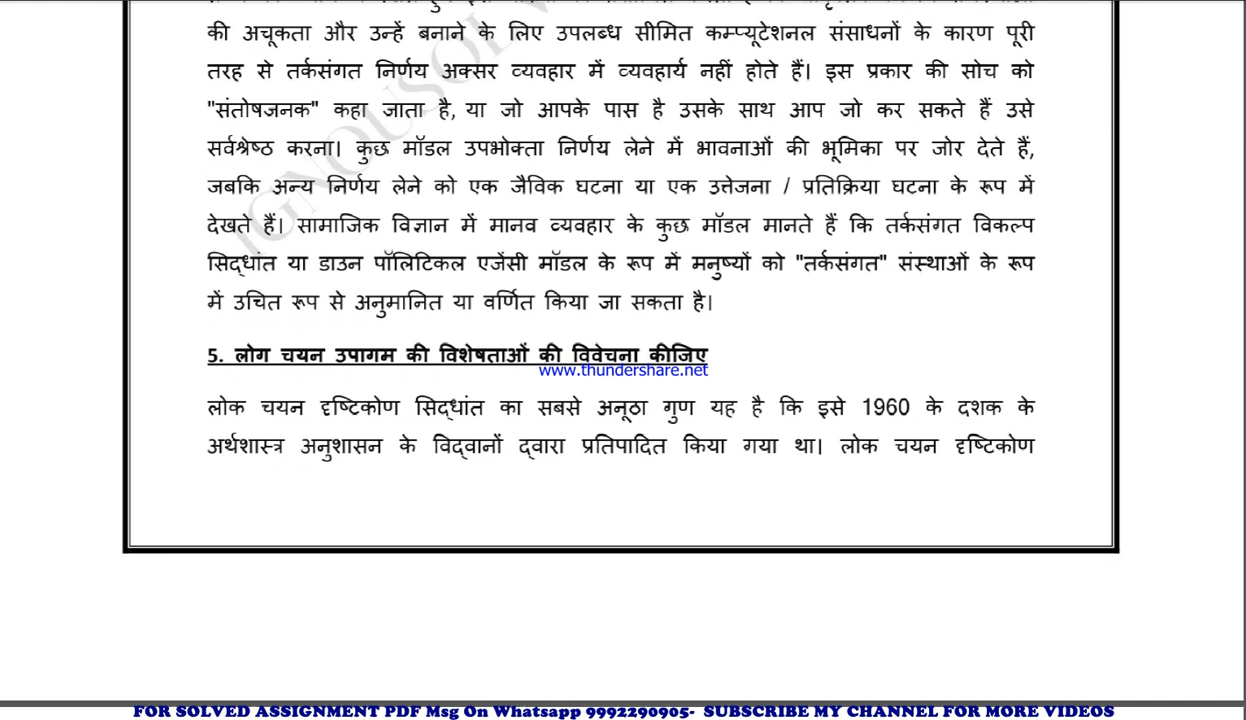 की अचूकता और उन्हें बनाने के लिए उपलब्ध सीमित कम्प्यूटेशनल संसाधनों के कारण पूरी
तरह से तर्कसंगत निर्णय अक्सर व्यवहार में व्यवहार्य नहीं होते हैं। इस प्रकार की सोच को
"संतोषजनक" कहा जाता है, या जो आपके पास है उसके साथ आप जो कर सकते हैं उसे
सर्वश्रेष्ठ करना। कुछ मॉडल उपभोक्ता निर्णय लेने में भावनाओं की भूमिका पर जोर देते हैं,
जबकि अन्य निर्णय लेने को एक जैविक घटना या एक उत्तेजना / प्रतिक्रिया घटना के रूप में
देखते हैं। सामाजिक विज्ञान में मानव व्यवहार के कुछ मॉडल मानते हैं कि तर्कसंगत विकल्प
सिद्धांत या डाउन पॉलिटिकल एजेंसी मॉडल के रूप में मनुष्यों को "तर्कसंगत" संस्थाओं के रूप
में उचित रूप से अनुमानित या वर्णित किया जा सकता है।
5. लोग चयन उपागम की विशेषताओं की विवेचना कीजिए
www.thundershare.net
लोक चयन दृष्टिकोण सिद्धांत का सबसे अनूठा गुण यह है कि इसे 1960 के दशक के
अर्थशास्त्र अनुशासन के विद्वानों द्वारा प्रतिपादित किया गया था। लोक चयन दृष्टिकोण
FOR SOLVED ASSIGNMENT PDF Msg On Whatsapp 9992290905- SUBSCRIBE MY CHANNEL FOR MORE VIDEOS